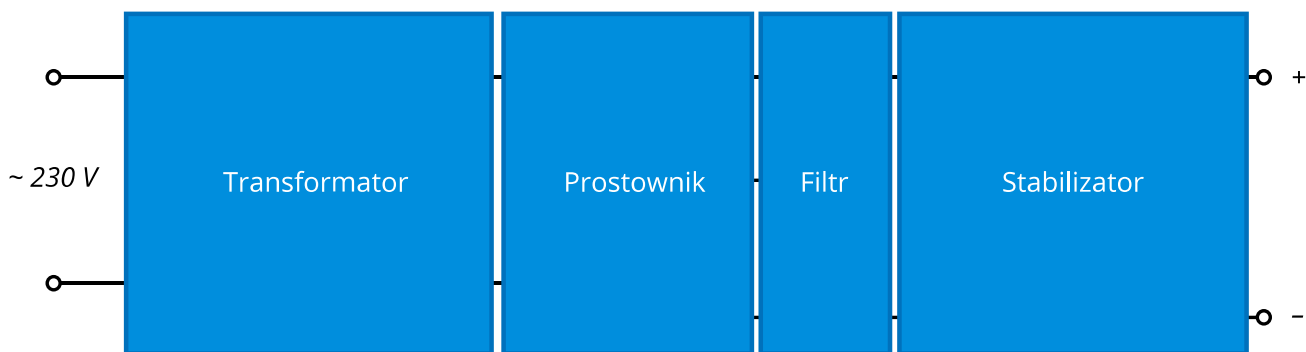 ~ 230 V
Transformator
Prostownik
Filtr
Stabilizator
+
−